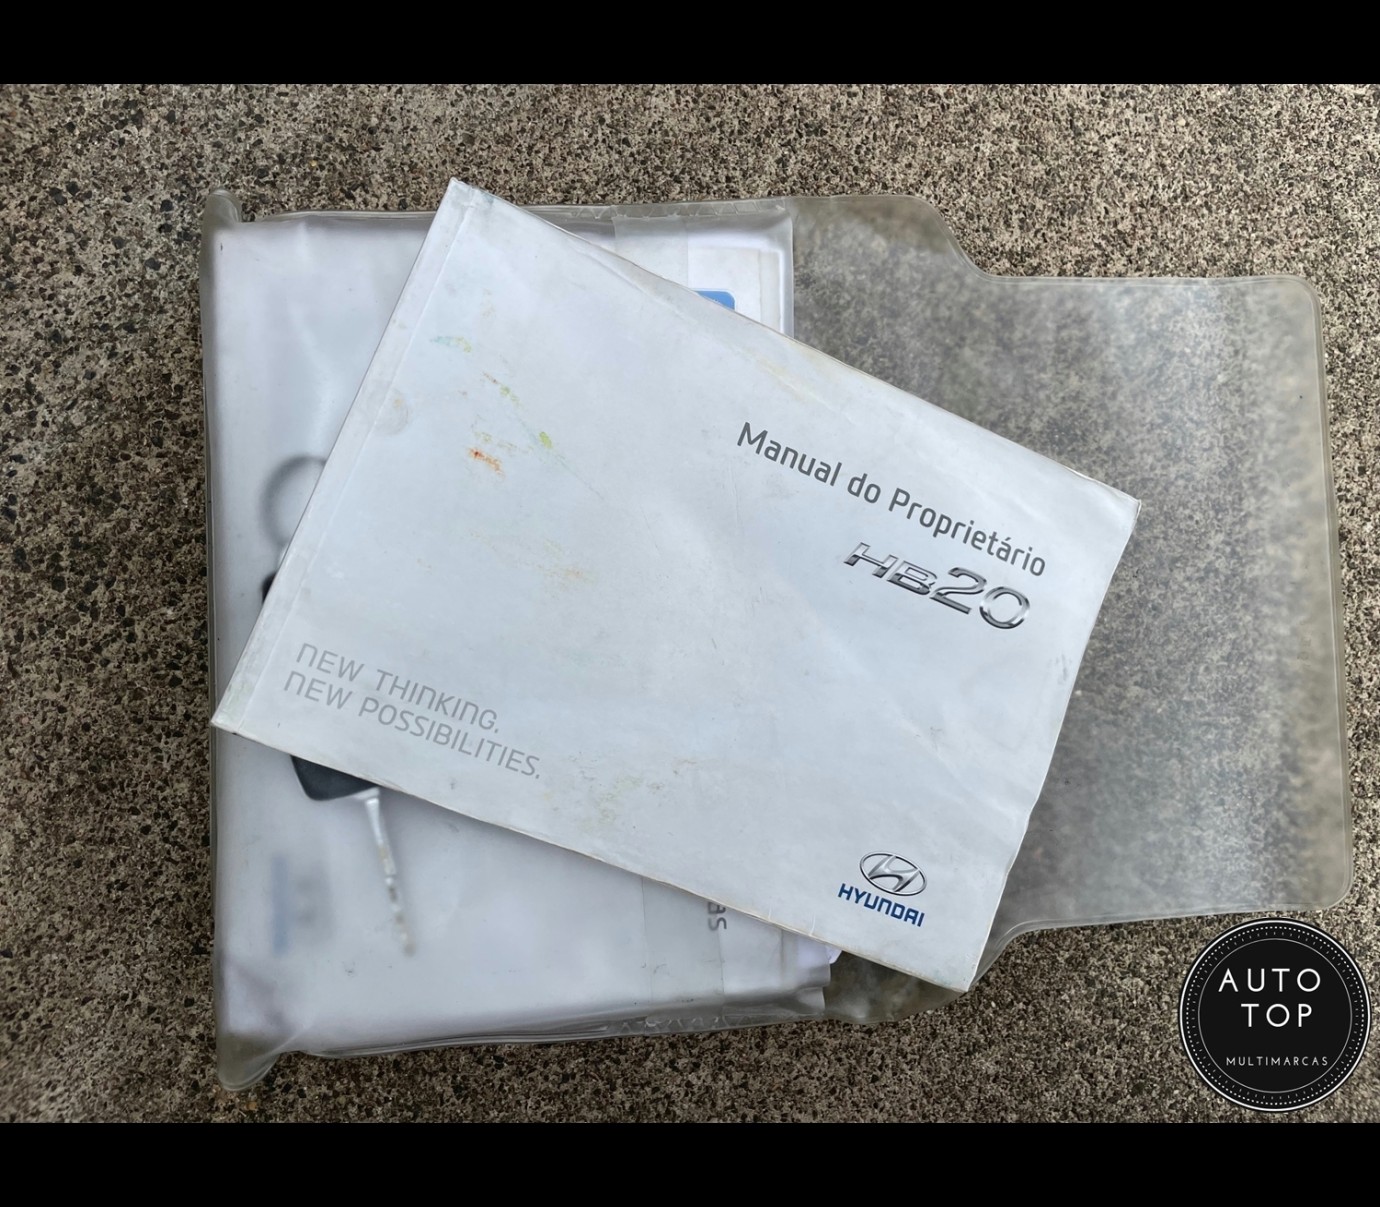 Manual do Proprietário
HB20
NEW THINKING.
NEW POSSIBILITIES.
HYUNDAI
AUTO
TOP
MULTIMARCAS